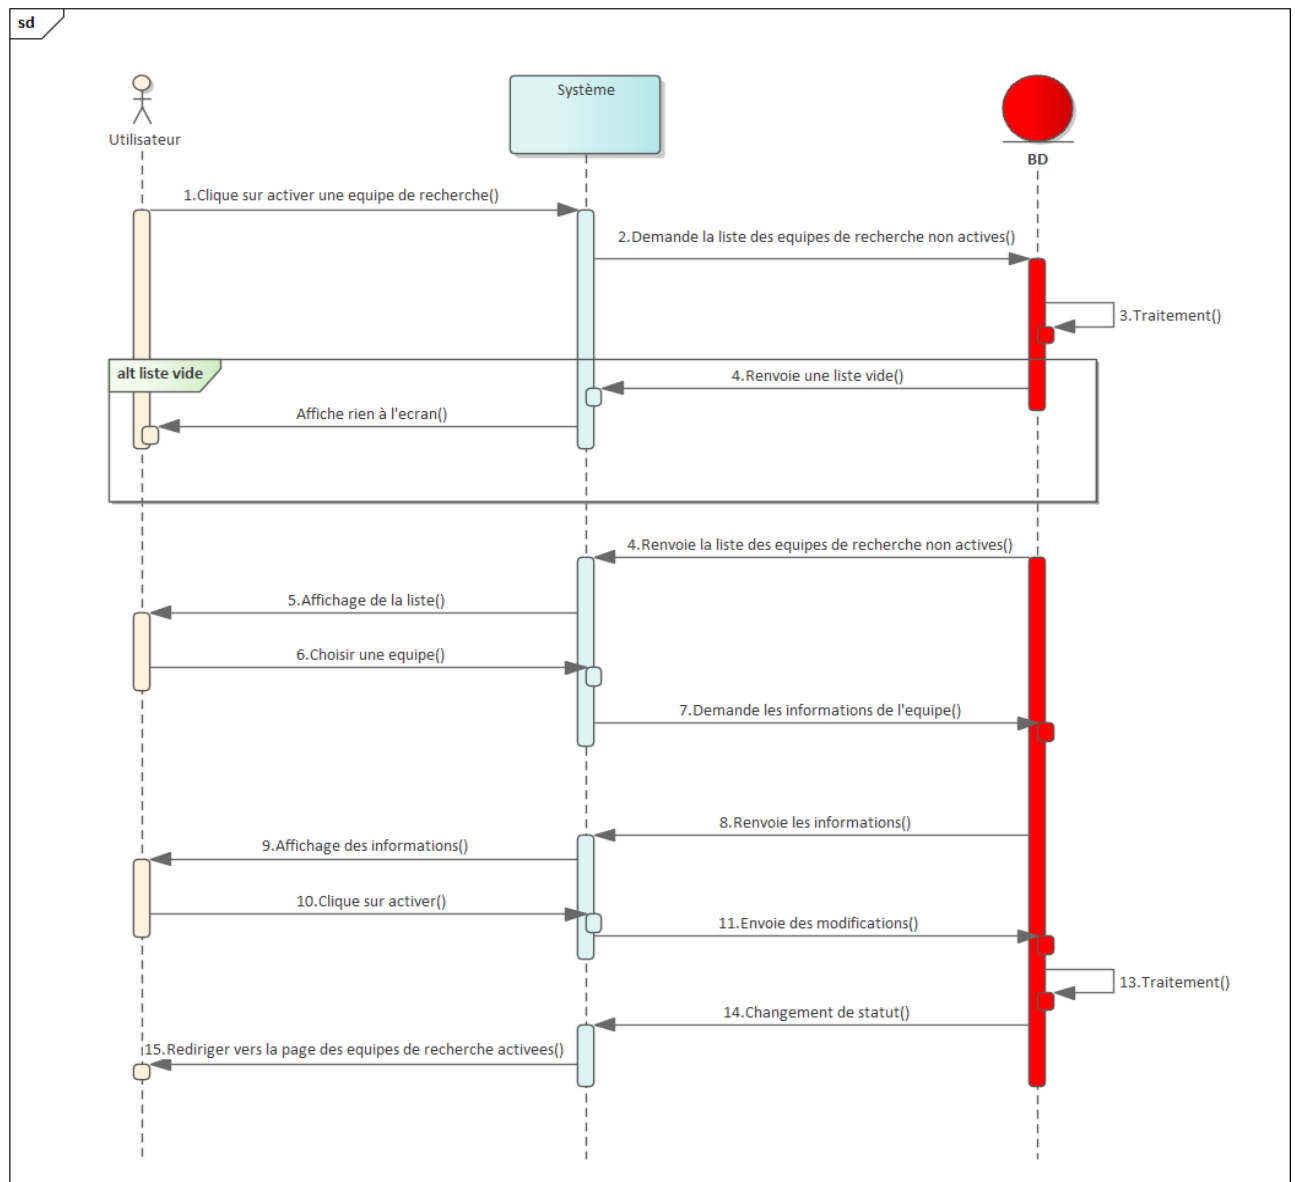 sd
Utilisateur
Système
BD
1.Clique sur activer une equipe de recherche()
2.Demande la liste des equipes de recherche non actives()
3.Traitement()
alt liste vide
4.Renvoie une liste vide()
Affiche rien à l'ecran()
4.Renvoie la liste des equipes de recherche non actives()
5.Affichage de la liste()
6.Choisir une equipe()
7.Demande les informations de l'equipe()
8.Renvoie les informations()
9.Affichage des informations()
10.Clique sur activer()
11.Envoie des modifications()
13.Traitement()
14.Changement de statut()
15.Rediriger vers la page des equipes de recherche activees()